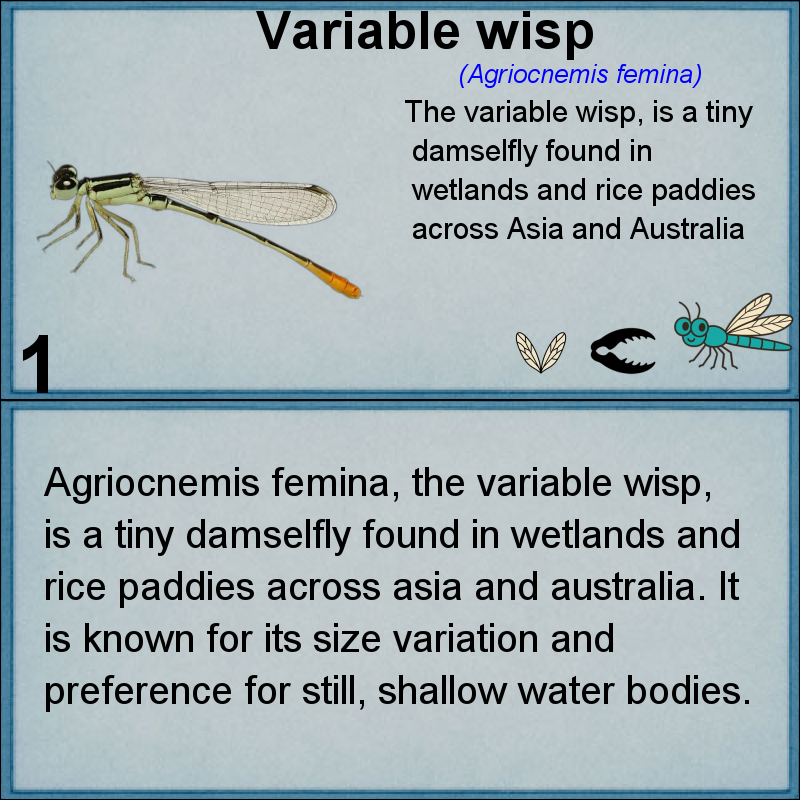 Variable wisp
(Agriocnemis femina)
The variable wisp, is a tiny
damselfly found in
wetlands and rice paddies
across Asia and Australia
1
Agriocnemis femina, the variable wisp,
is a tiny damselfly found in wetlands and
rice paddies across asia and australia. It
is known for its size variation and
preference for still, shallow water bodies.